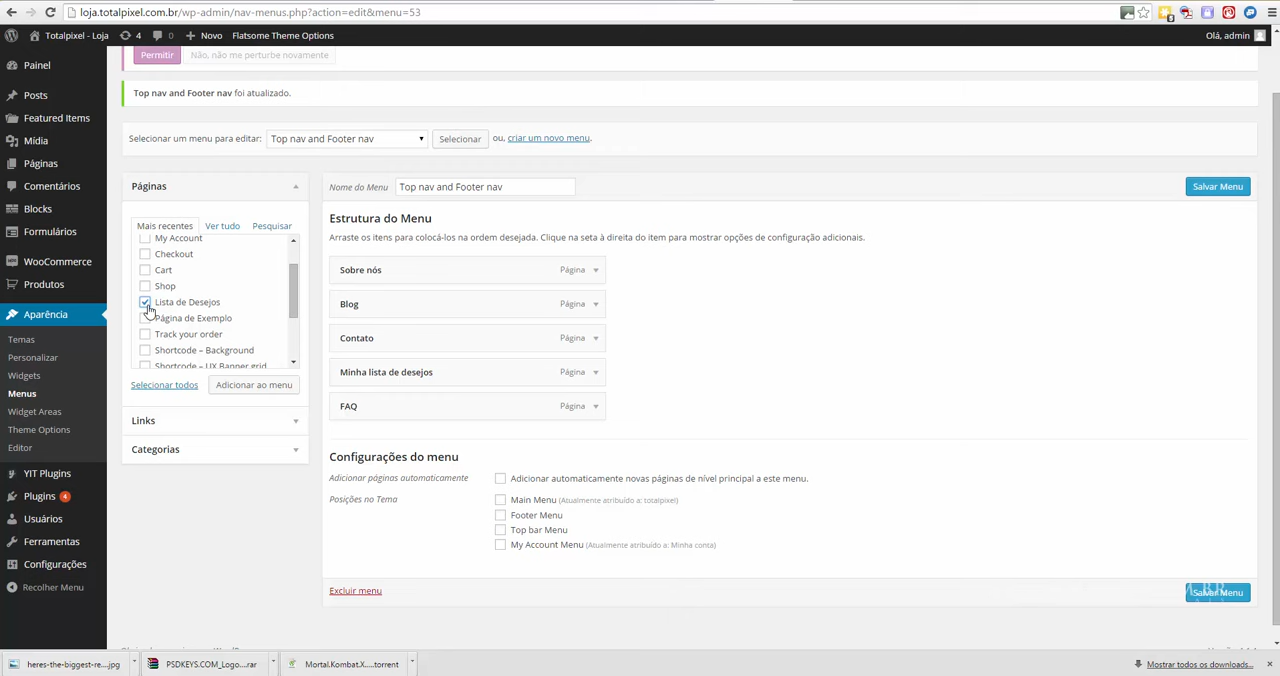 loja.totalpixel.com.br/wp-admin/nav-menus.php?action=edit&menu=53
Totalpixel - Loja
4
0
Novo
Flatsome Theme Options
Olá, admin
Painel
Posts
Featured Items
Mídia
Páginas
Comentários
Blocks
Formulários
WooCommerce
Produtos
Aparência
Temas
Personalizar
Widgets
Menus
Widget Areas
Theme Options
Editor
YIT Plugins
Plugins 4
Usuários
Ferramentas
Configurações
Recolher Menu
Permitir
Não, não me perturbe novamente
Top nav and Footer nav foi atualizado.
Selecionar um menu para editar:
Top nav and Footer nav
Selecionar
ou, criar um novo menu.
Páginas
Mais recentes
Ver tudo
Pesquisar
My Account
Checkout
Cart
Shop
Lista de Desejos
Página de Exemplo
Track your order
Shortcode – Background
Shortcode – UX Banner grid
Selecionar todos
Adicionar ao menu
Links
Categorias
Nome do Menu
Top nav and Footer nav
Salvar Menu
Estrutura do Menu
Arraste os itens para colocá-los na ordem desejada. Clique na seta à direita do item para mostrar opções de configuração adicionais.
Sobre nós Página
Blog Página
Contato Página
Minha lista de desejos Página
FAQ Página
Configurações do menu
Adicionar páginas automaticamente
Adicionar automaticamente novas páginas de nível principal a este menu.
Posições no Tema
Main Menu (Atualmente atribuído a: totalpixel)
Footer Menu
Top bar Menu
My Account Menu (Atualmente atribuído a: Minha conta)
Excluir menu
Salvar Menu
heres-the-biggest-re....jpg
PSDKEYS.COM_Logo....rar
Mortal.Kombat.X.....torrent
Mostrar todos os downloads...